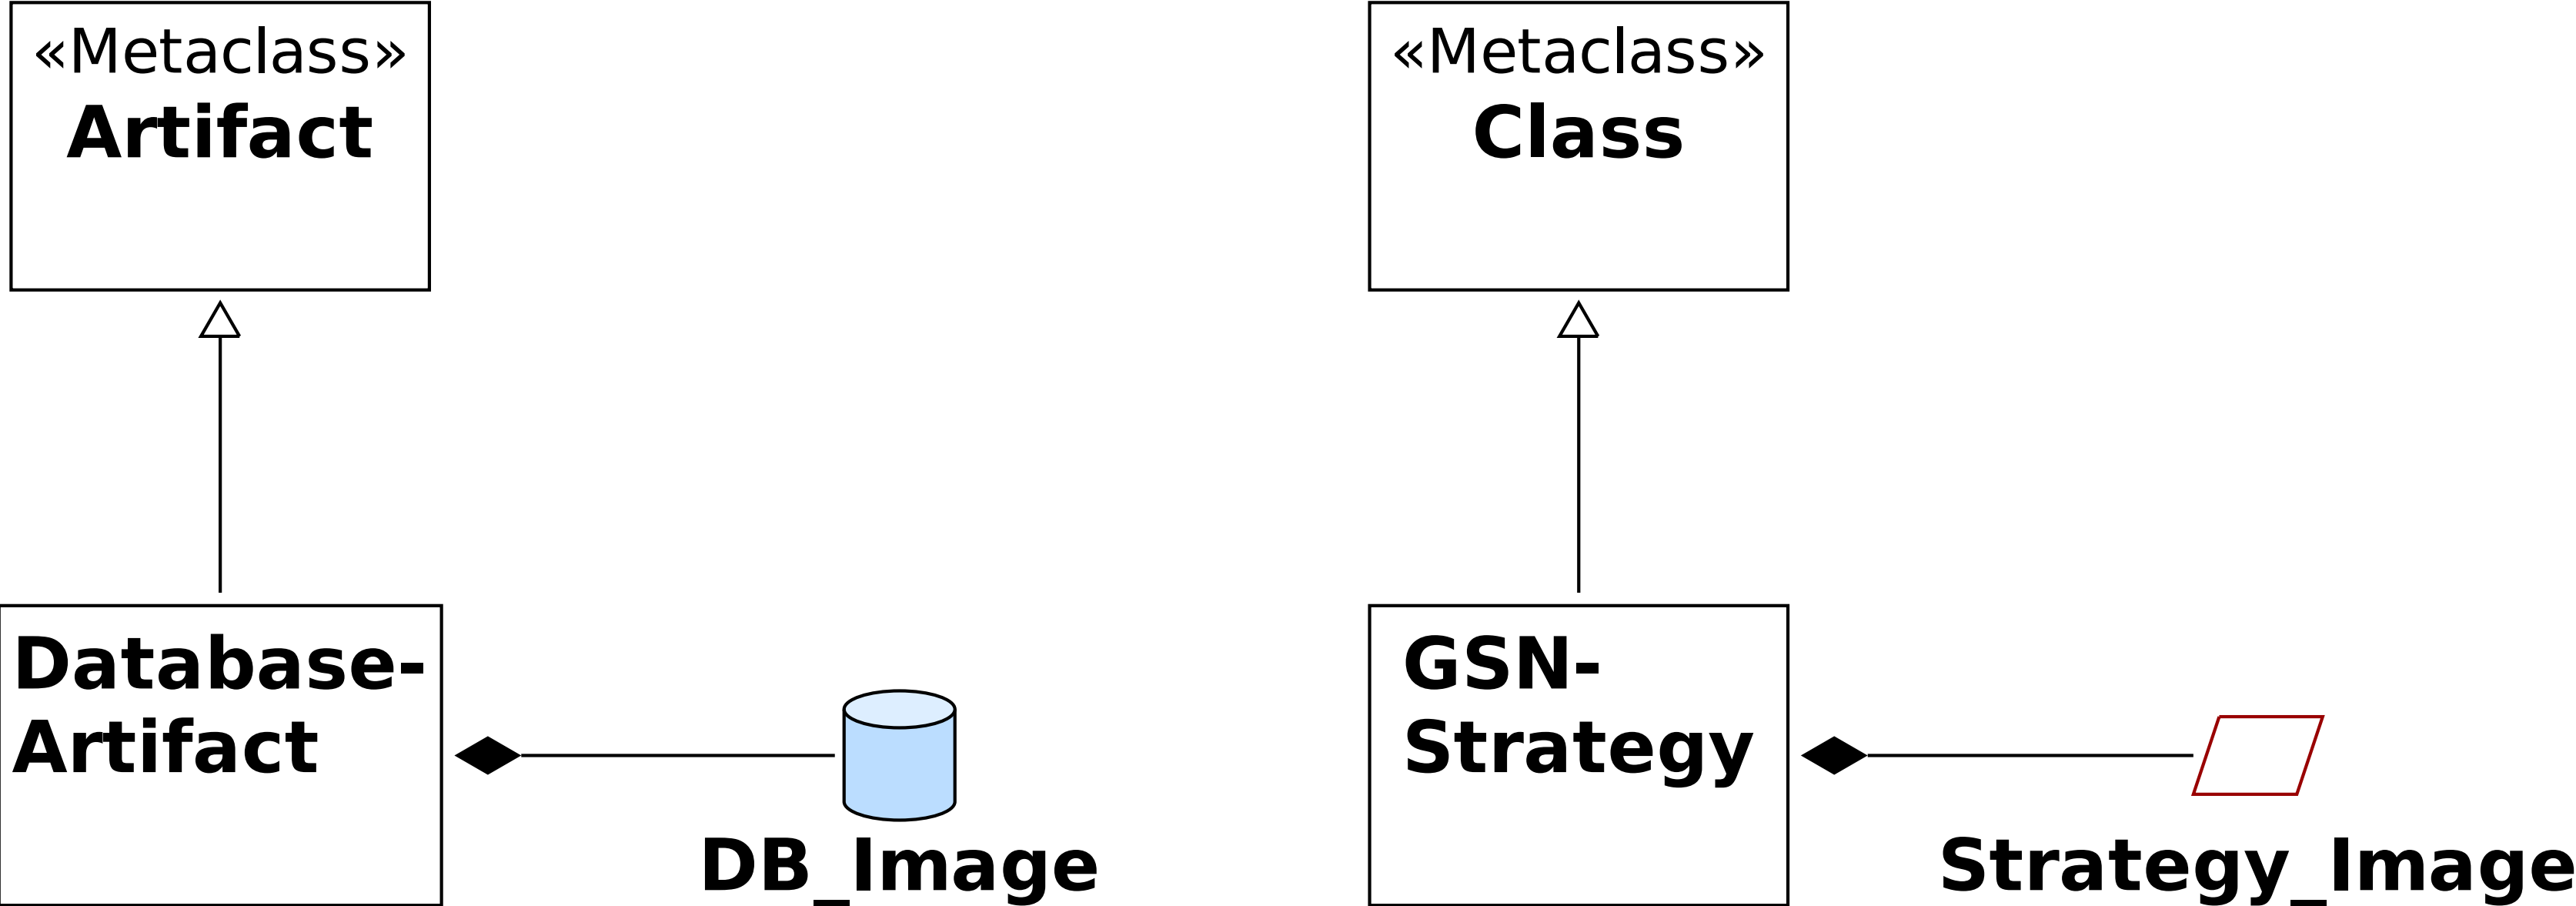 «Metaclass»
Artifact
«Metaclass»
Class
Database-
Artifact
DB_Image
GSN-
Strategy
Strategy_Image